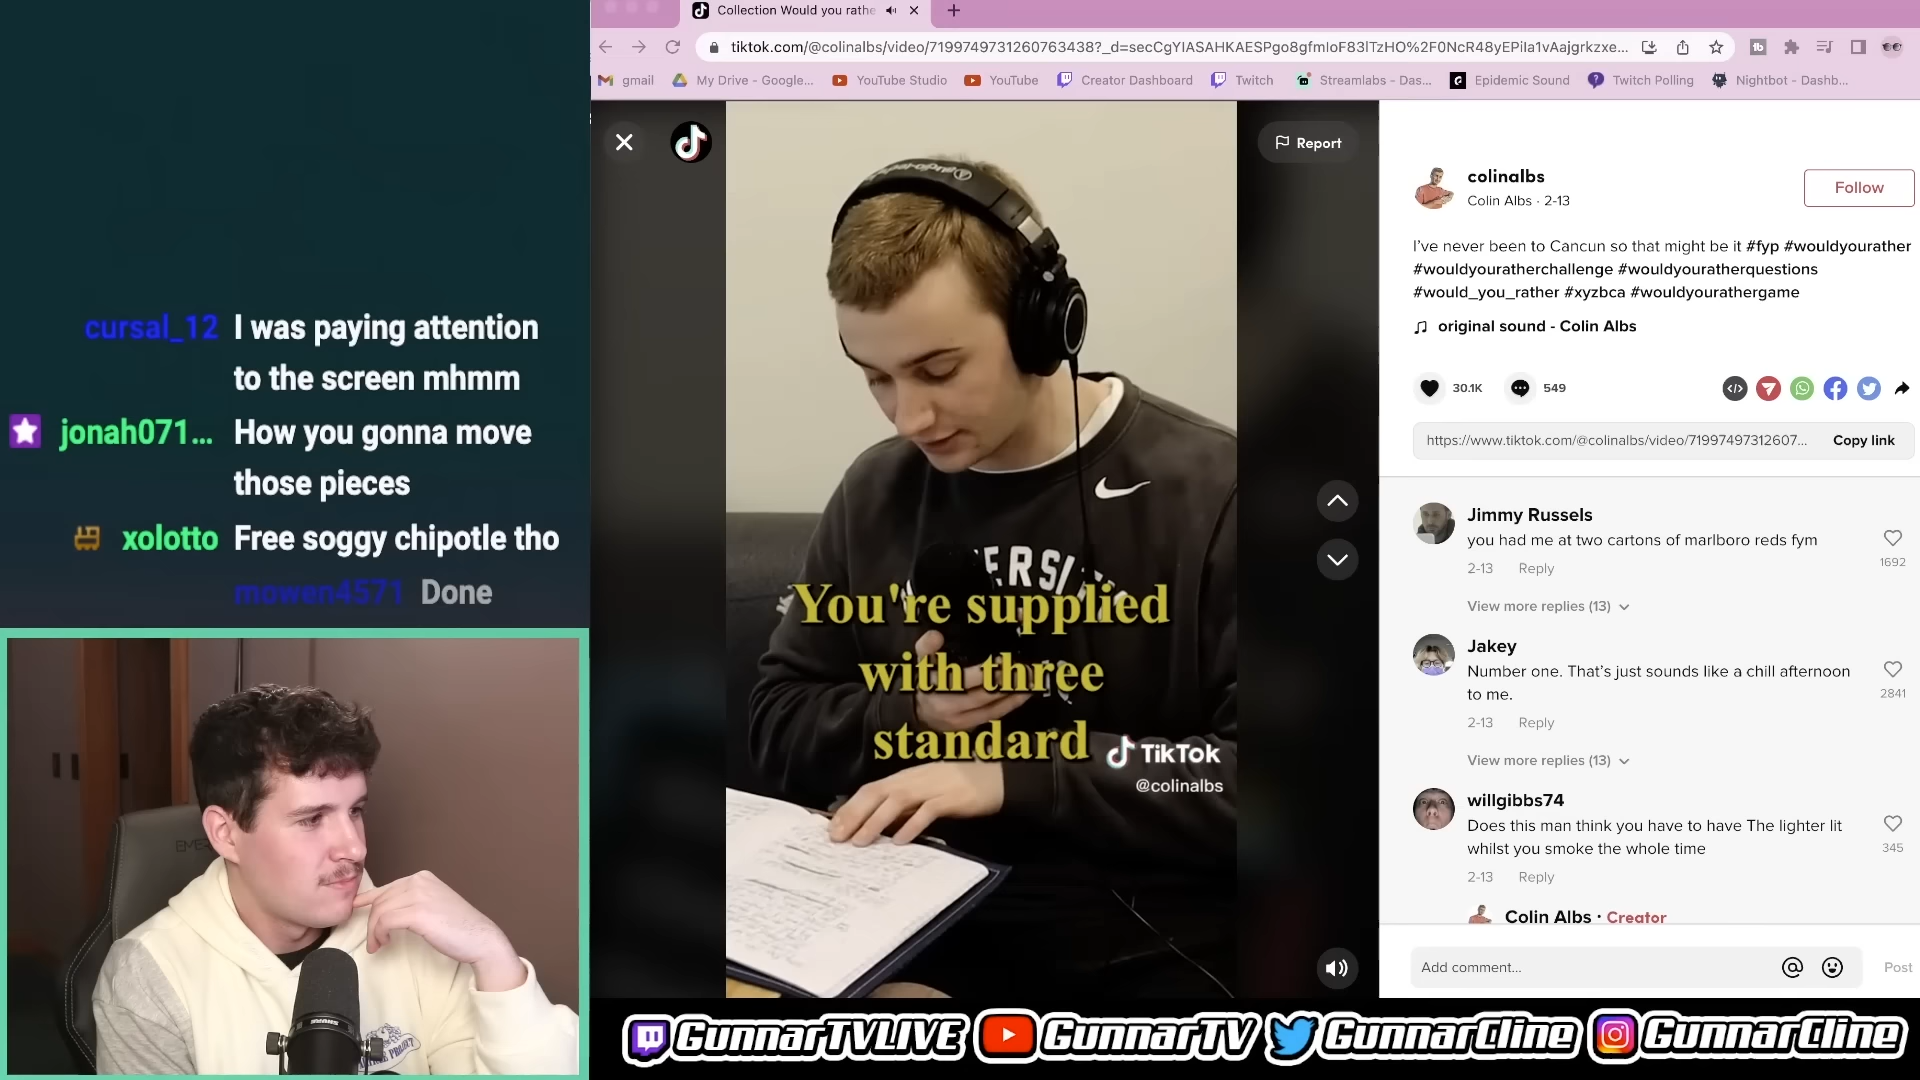 cursal_12 I was paying attention
to the screen mhmm
jonah071... How you gonna move
those pieces
xolotto Free soggy chipotle tho
mowen4571 Done
Collection Would you rathe
tiktok.com/@colinalbs/video/7199749731260763438?_d=secCgYIASAHKAESPgo8gfmIoF83lTzHO%2F0NcR48yEPiIa1vAajgrkzxe...
gmail
My Drive - Google...
YouTube Studio
YouTube
Creator Dashboard
Twitch
Streamlabs - Das...
Epidemic Sound
Twitch Polling
Nightbot - Dashb...
Report
audio-technica
ERSI
You're supplied
with three
standard
TikTok
@colinalbs
colinalbs
Colin Albs · 2-13
Follow
I've never been to Cancun so that might be it #fyp #wouldyourather
#wouldyouratherchallenge #wouldyouratherquestions
#would_you_rather #xyzbca #wouldyourathergame
original sound - Colin Albs
30.1K
549
https://www.tiktok.com/@colinalbs/video/71997497312607...
Copy link
Jimmy Russels
you had me at two cartons of marlboro reds fym
2-13 Reply
1692
View more replies (13)
Jakey
Number one. That's just sounds like a chill afternoon
to me.
2841
2-13 Reply
View more replies (13)
willgibbs74
Does this man think you have to have The lighter lit
whilst you smoke the whole time
345
2-13 Reply
Colin Albs · Creator
Add comment...
Post
SHURE
PROJECT
GunnarTVLIVE
GunnarTV
GunnarCline
GunnarCline